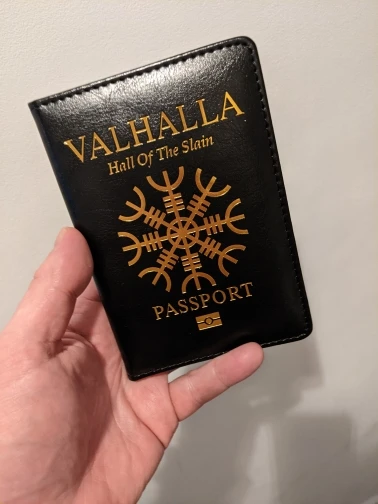 VALHALLA
Hall Of The Slain
PASSPORT